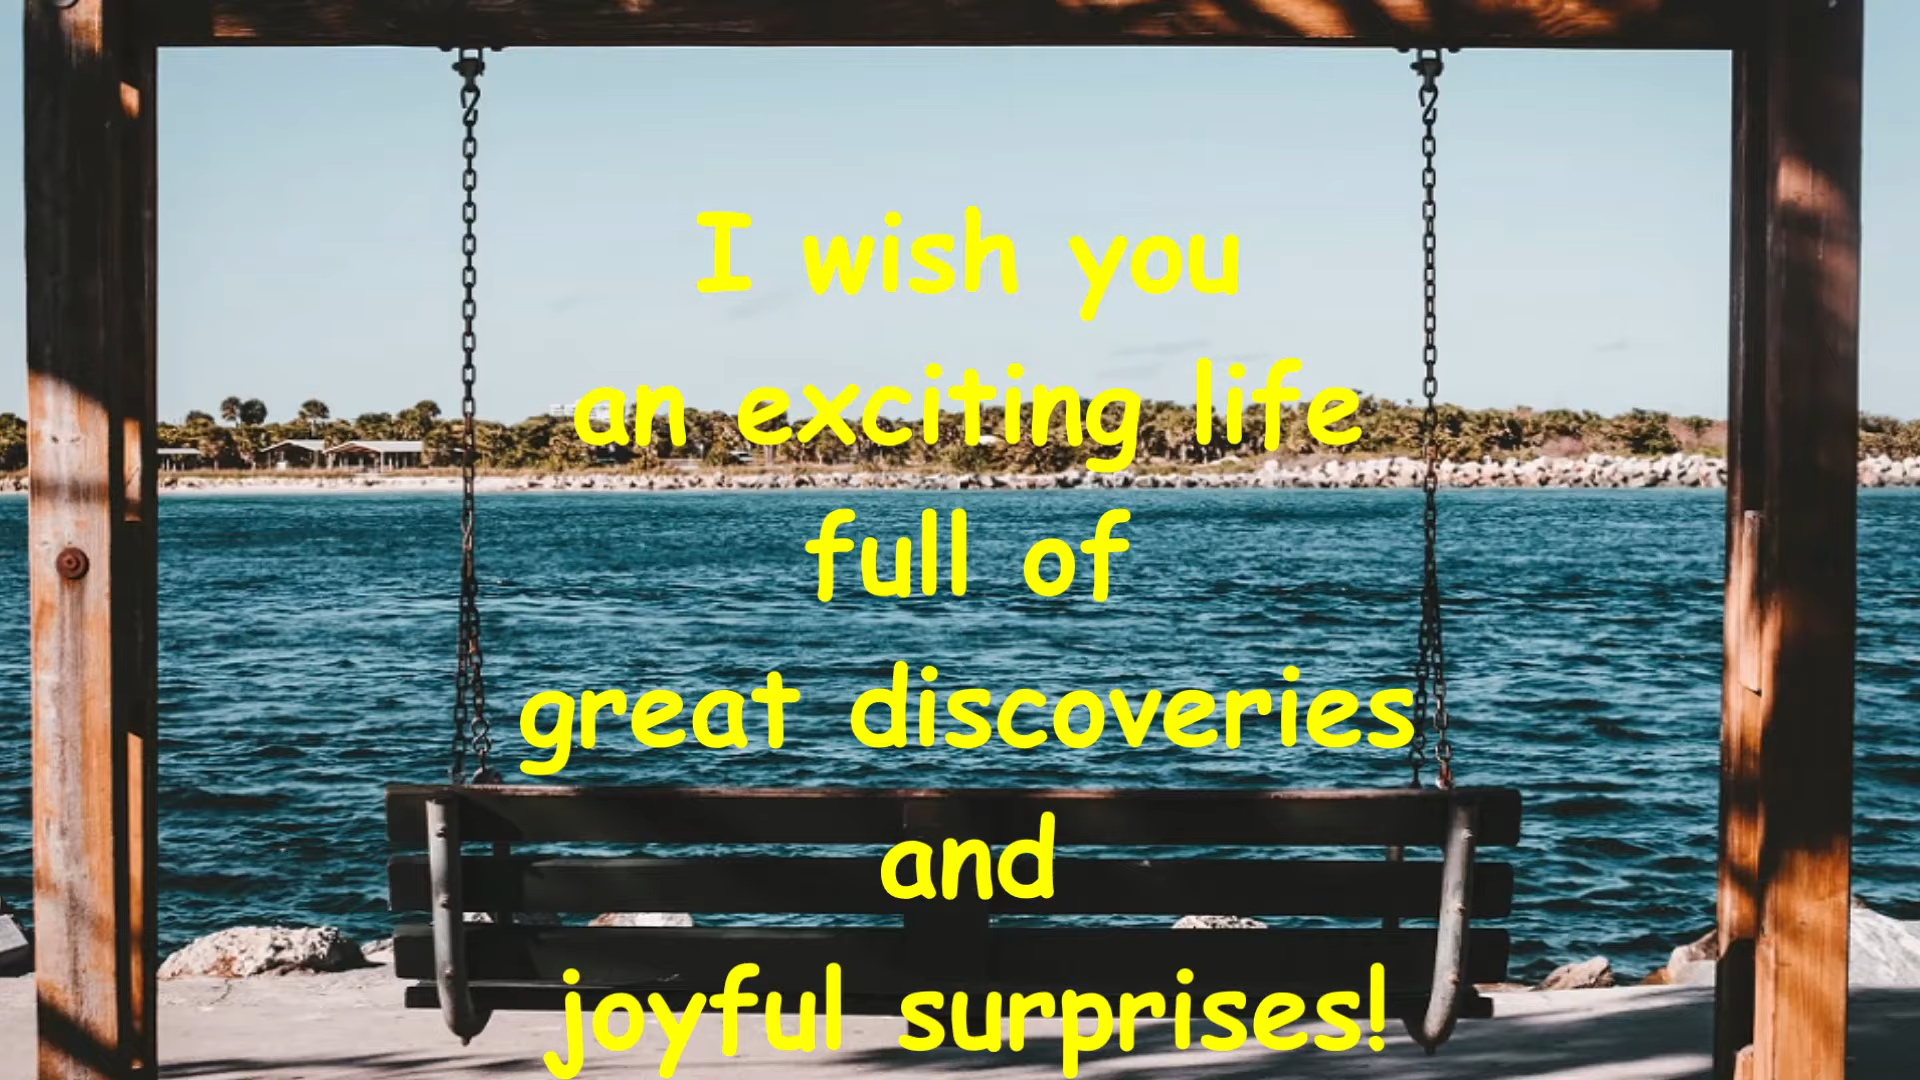 I wish you
an exciting life
full of
great discoveries
and
joyful surprises!